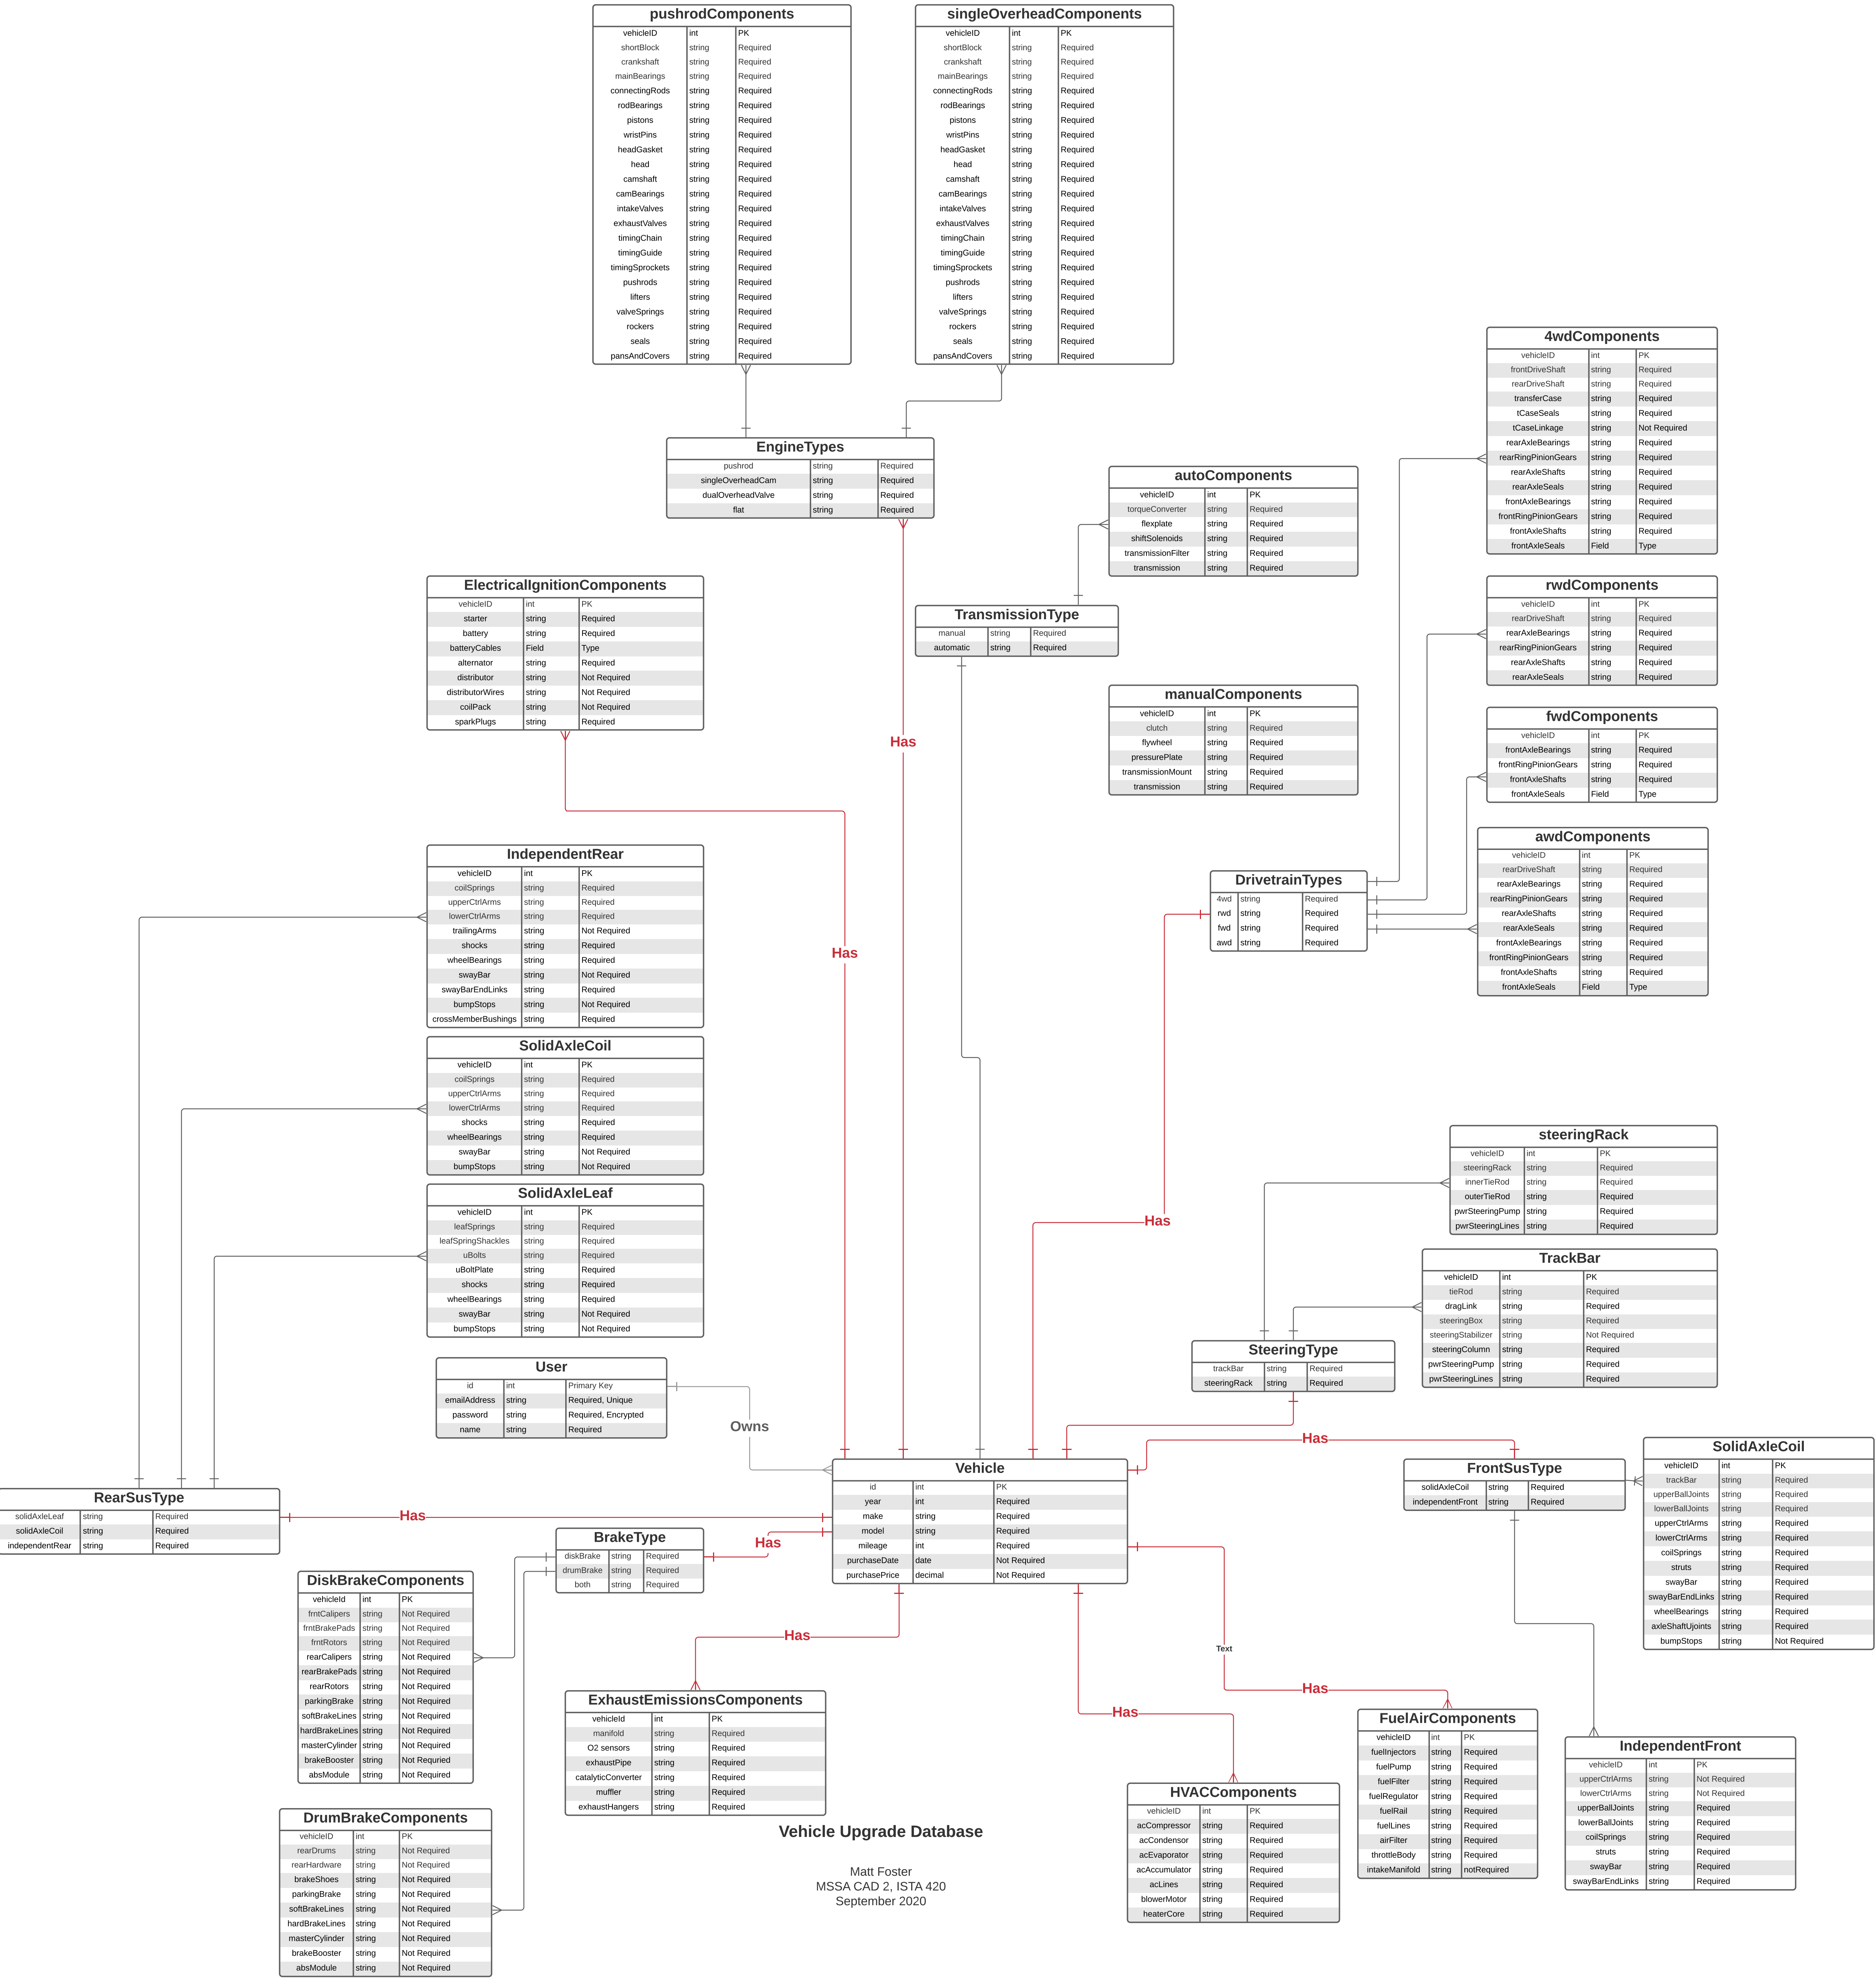 pushrodComponents
vehicleID int PK
shortBlock string Required
crankshaft string Required
mainBearings string Required
connectingRods string Required
rodBearings string Required
pistons string Required
wristPins string Required
headGasket string Required
head string Required
camshaft string Required
camBearings string Required
intakeValves string Required
exhaustValves string Required
timingChain string Required
timingGuide string Required
timingSprockets string Required
pushrods string Required
lifters string Required
valveSprings string Required
rockers string Required
seals string Required
pansAndCovers string Required
singleOverheadComponents
vehicleID int PK
shortBlock string Required
crankshaft string Required
mainBearings string Required
connectingRods string Required
rodBearings string Required
pistons string Required
wristPins string Required
headGasket string Required
head string Required
camshaft string Required
camBearings string Required
intakeValves string Required
exhaustValves string Required
timingChain string Required
timingGuide string Required
timingSprockets string Required
pushrods string Required
lifters string Required
valveSprings string Required
rockers string Required
seals string Required
pansAndCovers string Required
4wdComponents
vehicleID int PK
frontDriveShaft string Required
rearDriveShaft string Required
transferCase string Required
tCaseSeals string Required
tCaseLinkage string Not Required
rearAxleBearings string Required
rearRingPinionGears string Required
rearAxleShafts string Required
rearAxleSeals string Required
frontAxleBearings string Required
frontRingPinionGears string Required
frontAxleShafts string Required
frontAxleSeals Field Type
EngineTypes
pushrod string Required
singleOverheadCam string Required
dualOverheadValve string Required
flat string Required
autoComponents
vehicleID int PK
torqueConverter string Required
flexplate string Required
shiftSolenoids string Required
transmissionFilter string Required
transmission string Required
ElectricalIgnitionComponents
vehicleID int PK
starter string Required
battery string Required
batteryCables Field Type
alternator string Required
distributor string Not Required
distributorWires string Not Required
coilPack string Not Required
sparkPlugs string Required
TransmissionType
manual string Required
automatic string Required
rwdComponents
vehicleID int PK
rearDriveShaft string Required
rearAxleBearings string Required
rearRingPinionGears string Required
rearAxleShafts string Required
rearAxleSeals string Required
manualComponents
vehicleID int PK
clutch string Required
flywheel string Required
pressurePlate string Required
transmissionMount string Required
transmission string Required
fwdComponents
vehicleID int PK
frontAxleBearings string Required
frontRingPinionGears string Required
frontAxleShafts string Required
frontAxleSeals Field Type
Has
awdComponents
vehicleID int PK
rearDriveShaft string Required
rearAxleBearings string Required
rearRingPinionGears string Required
rearAxleShafts string Required
rearAxleSeals string Required
frontAxleBearings string Required
frontRingPinionGears string Required
frontAxleShafts string Required
frontAxleSeals Field Type
IndependentRear
vehicleID int PK
coilSprings string Required
upperCtrlArms string Required
lowerCtrlArms string Required
trailingArms string Not Required
shocks string Required
wheelBearings string Required
swayBar string Not Required
swayBarEndLinks string Required
bumpStops string Not Required
crossMemberBushings string Required
DrivetrainTypes
4wd string Required
rwd string Required
fwd string Required
awd string Required
Has
SolidAxleCoil
vehicleID int PK
coilSprings string Required
upperCtrlArms string Required
lowerCtrlArms string Required
shocks string Required
wheelBearings string Required
swayBar string Not Required
bumpStops string Not Required
steeringRack
vehicleID int PK
steeringRack string Required
innerTieRod string Required
outerTieRod string Required
pwrSteeringPump string Required
pwrSteeringLines string Required
SolidAxleLeaf
vehicleID int PK
leafSprings string Required
leafSpringShackles string Required
uBolts string Required
uBoltPlate string Required
shocks string Required
wheelBearings string Required
swayBar string Not Required
bumpStops string Not Required
Has
TrackBar
vehicleID int PK
tieRod string Required
dragLink string Required
steeringBox string Required
steeringStabilizer string Not Required
steeringColumn string Required
pwrSteeringPump string Required
pwrSteeringLines string Required
SteeringType
trackBar string Required
steeringRack string Required
User
id int Primary Key
emailAddress string Required, Unique
password string Required, Encrypted
name string Required
Owns
Has
Vehicle
id int PK
year int Required
make string Required
model string Required
mileage int Required
purchaseDate date Not Required
purchasePrice decimal Not Required
FrontSusType
solidAxleCoil string Required
independentFront string Required
SolidAxleCoil
vehicleID int PK
trackBar string Required
upperBallJoints string Required
lowerBallJoints string Required
upperCtrlArms string Required
lowerCtrlArms string Required
coilSprings string Required
struts string Required
swayBar string Required
swayBarEndLinks string Required
wheelBearings string Required
axleShaftUjoints string Required
bumpStops string Not Required
RearSusType
solidAxleLeaf string Required
solidAxleCoil string Required
independentRear string Required
Has
BrakeType
diskBrake string Required
drumBrake string Required
both string Required
Has
DiskBrakeComponents
vehicleId int PK
frntCalipers string Not Required
frntBrakePads string Not Required
frntRotors string Not Required
rearCalipers string Not Required
rearBrakePads string Not Required
rearRotors string Not Required
parkingBrake string Not Required
softBrakeLines string Not Required
hardBrakeLines string Not Required
masterCylinder string Not Required
brakeBooster string Not Requried
absModule string Not Required
Has
Text
Has
Has
ExhaustEmissionsComponents
vehicleId int PK
manifold string Required
O2 sensors string Required
exhaustPipe string Required
catalyticConverter string Required
muffler string Required
exhaustHangers string Required
FuelAirComponents
vehicleID int PK
fuelInjectors string Required
fuelPump string Required
fuelFilter string Required
fuelRegulator string Required
fuelRail string Required
fuelLines string Required
airFilter string Required
throttleBody string Required
intakeManifold string notRequired
IndependentFront
vehicleID int PK
upperCtrlArms string Not Required
lowerCtrlArms string Not Required
upperBallJoints string Required
lowerBallJoints string Required
coilSprings string Required
struts string Required
swayBar string Required
swayBarEndLinks string Required
HVACComponents
vehicleID int PK
acCompressor string Required
acCondensor string Required
acEvaporator string Required
acAccumulator string Required
acLines string Required
blowerMotor string Required
heaterCore string Required
DrumBrakeComponents
vehicleID int PK
rearDrums string Not Required
rearHardware string Not Required
brakeShoes string Not Required
parkingBrake string Not Required
softBrakeLines string Not Required
hardBrakeLines string Not Required
masterCylinder string Not Required
brakeBooster string Not Required
absModule string Not Required
Vehicle Upgrade Database
Matt Foster
MSSA CAD 2, ISTA 420
September 2020